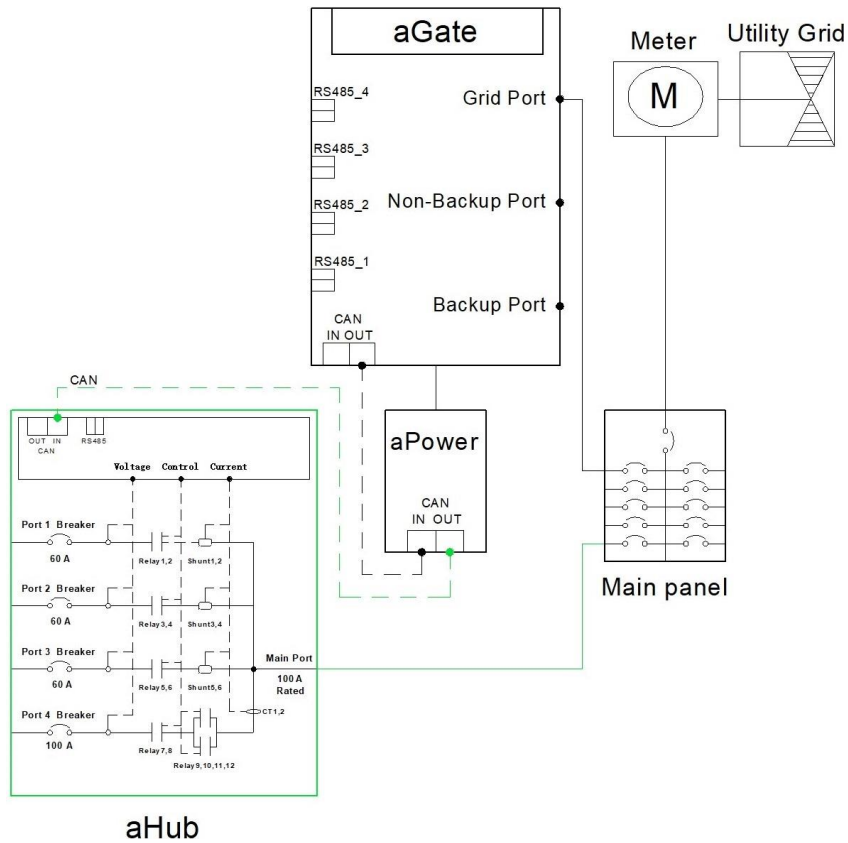 aGate
Meter
Utility Grid
M
RS485_4
Grid Port
RS485_3
Non-Backup Port
RS485_2
RS485_1
Backup Port
CAN
IN OUT
CAN
aPower
CAN
IN OUT
OUT IN
CAN
RS485
Voltage Control Current
Port 1 Breaker
60 A
Relay1,2
Shunt1,2
Port 2 Breaker
60 A
Relay3,4
Shunt3,4
Port 3 Breaker
60 A
Relay5,6
Shunt5,6
Main Port
100 A
Rated
Port 4 Breaker
100 A
Relay7,8
CT1,2
Relay9,10,11,12
Main panel
aHub